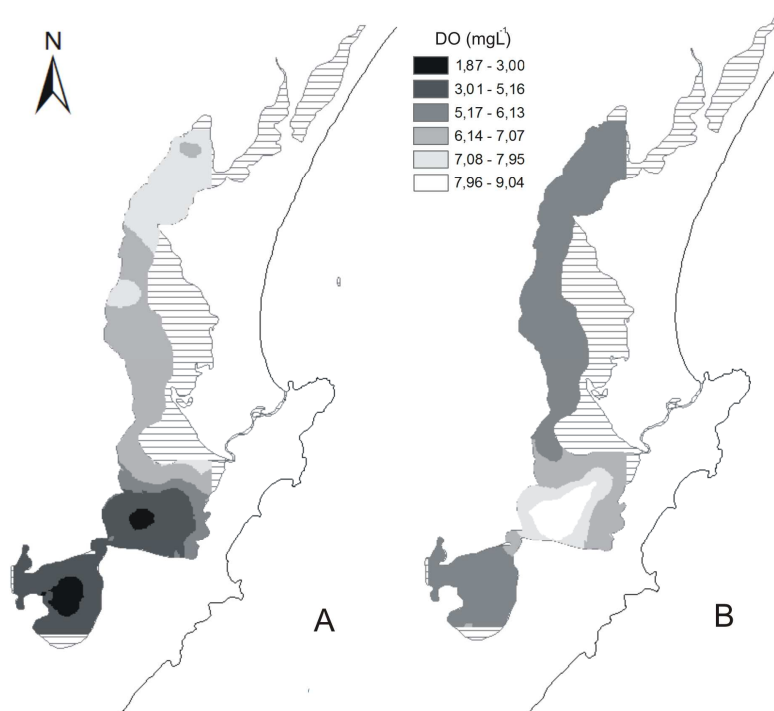 N
DO (mgL⁻¹)
1,87 - 3,00
3,01 - 5,16
5,17 - 6,13
6,14 - 7,07
7,08 - 7,95
7,96 - 9,04
A
B